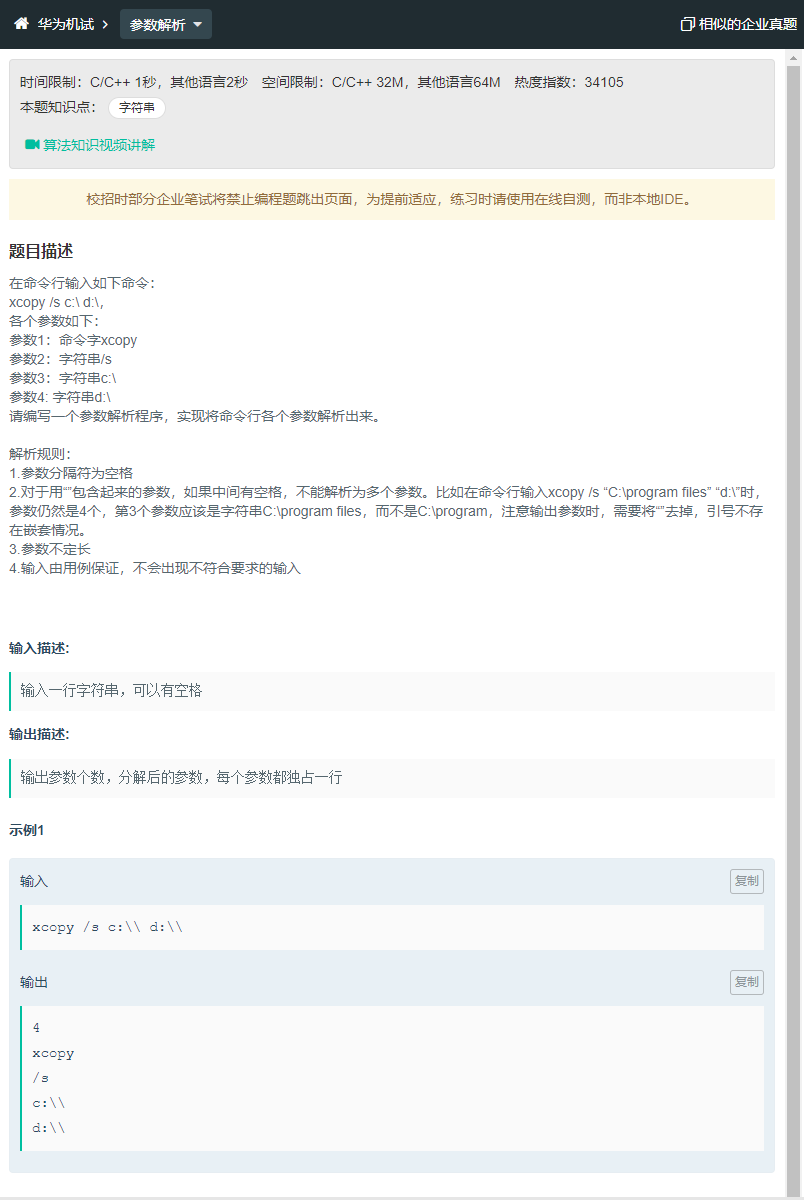 华为机试 参数解析 相似的企业真题
时间限制：C/C++ 1秒，其他语言2秒 空间限制：C/C++ 32M，其他语言64M 热度指数：34105
本题知识点： 字符串
算法知识视频讲解
校招时部分企业笔试将禁止编程题跳出页面，为提前适应，练习时请使用在线自测，而非本地IDE。
题目描述
在命令行输入如下命令：
xcopy /s c:\ d:\，
各个参数如下：
参数1：命令字xcopy
参数2：字符串/s
参数3：字符串c:\
参数4: 字符串d:\
请编写一个参数解析程序，实现将命令行各个参数解析出来。
解析规则：
1.参数分隔符为空格
2.对于用“”包含起来的参数，如果中间有空格，不能解析为多个参数。比如在命令行输入xcopy /s “C:\program files” “d:\”时，
参数仍然是4个，第3个参数应该是字符串C:\program files，而不是C:\program，注意输出参数时，需要将“”去掉，引号不存
在嵌套情况。
3.参数不定长
4.输入由用例保证，不会出现不符合要求的输入
输入描述:
输入一行字符串，可以有空格
输出描述:
输出参数个数，分解后的参数，每个参数都独占一行
示例1
输入 复制
xcopy /s c:\\ d:\\
输出 复制
4
xcopy
/s
c:\\
d:\\